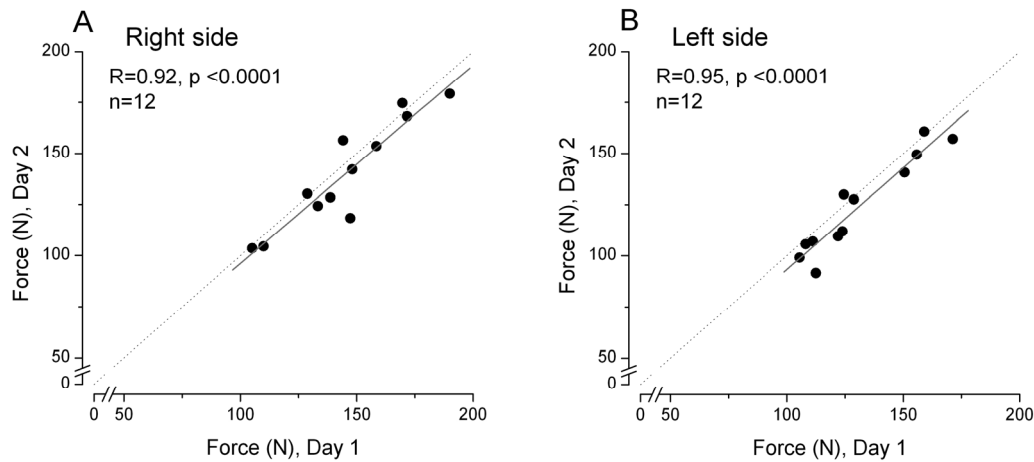 A
Right side
R=0.92, p <0.0001
n=12
200
150
100
50
0
Force (N), Day 2
0 50 100 150 200
Force (N), Day 1
B
Left side
R=0.95, p <0.0001
n=12
200
150
100
50
0
Force (N), Day 2
0 50 100 150 200
Force (N), Day 1